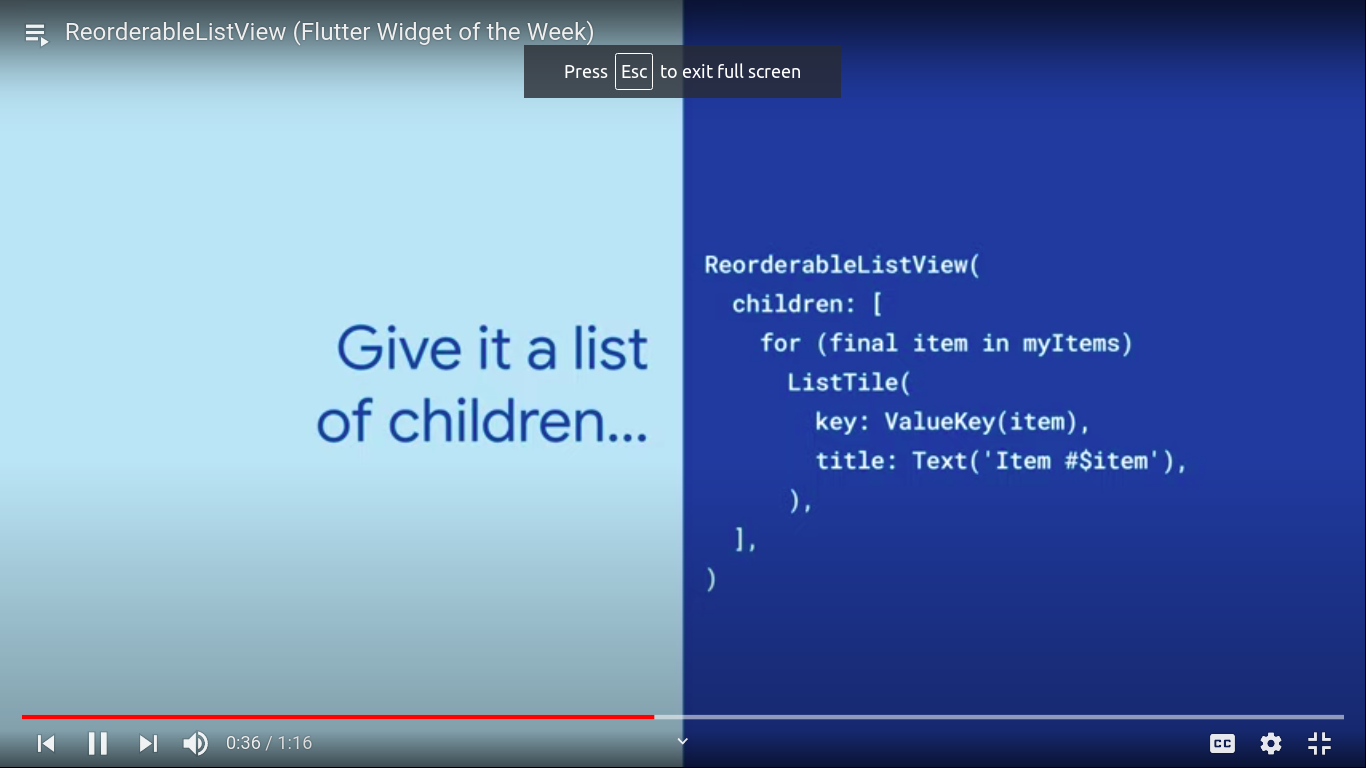 ReorderableListView (Flutter Widget of the Week)
Press Esc to exit full screen
Give it a list
of children...
ReorderableListView(
  children: [
    for (final item in myItems)
      ListTile(
        key: ValueKey(item),
        title: Text('Item #$item'),
      ),
  ],
)
0:36 / 1:16
CC